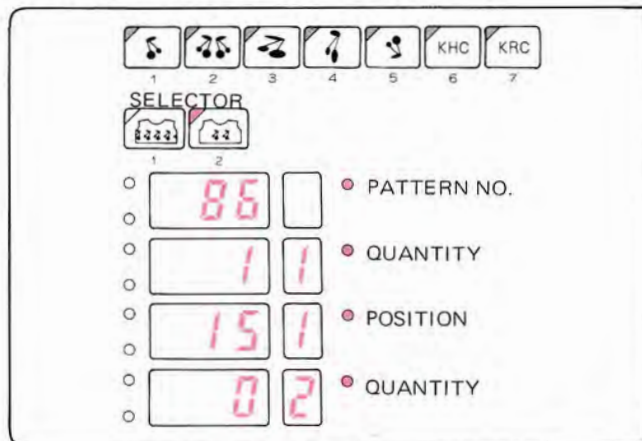 KHC KRC
1 2 3 4 5 6 7
SELECTOR
1 2
86 PATTERN NO.
1 1 QUANTITY
15 1 POSITION
0 2 QUANTITY